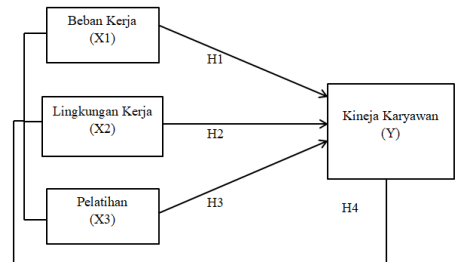 Beban Kerja
(X1)
H1
Lingkungan Kerja
(X2)
H2
Kineja Karyawan
(Y)
Pelatihan
(X3)
H3
H4